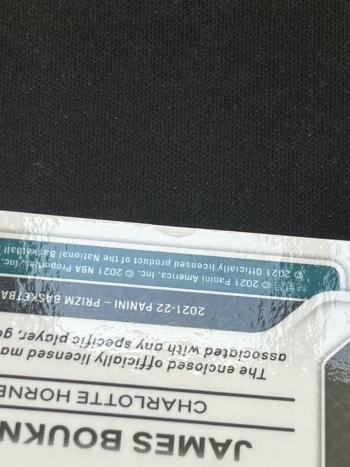 JAMES BOUKN
CHARLOTTE HORNE
The enclosed officially licensed ma
associated with any specific player, g
2021-22 PANINI – PRIZM BASKETBA
© 2021 Panini America, Inc. © 2021 NBA Properties, Inc.
© 2021 Officially licensed product of the National Basketball